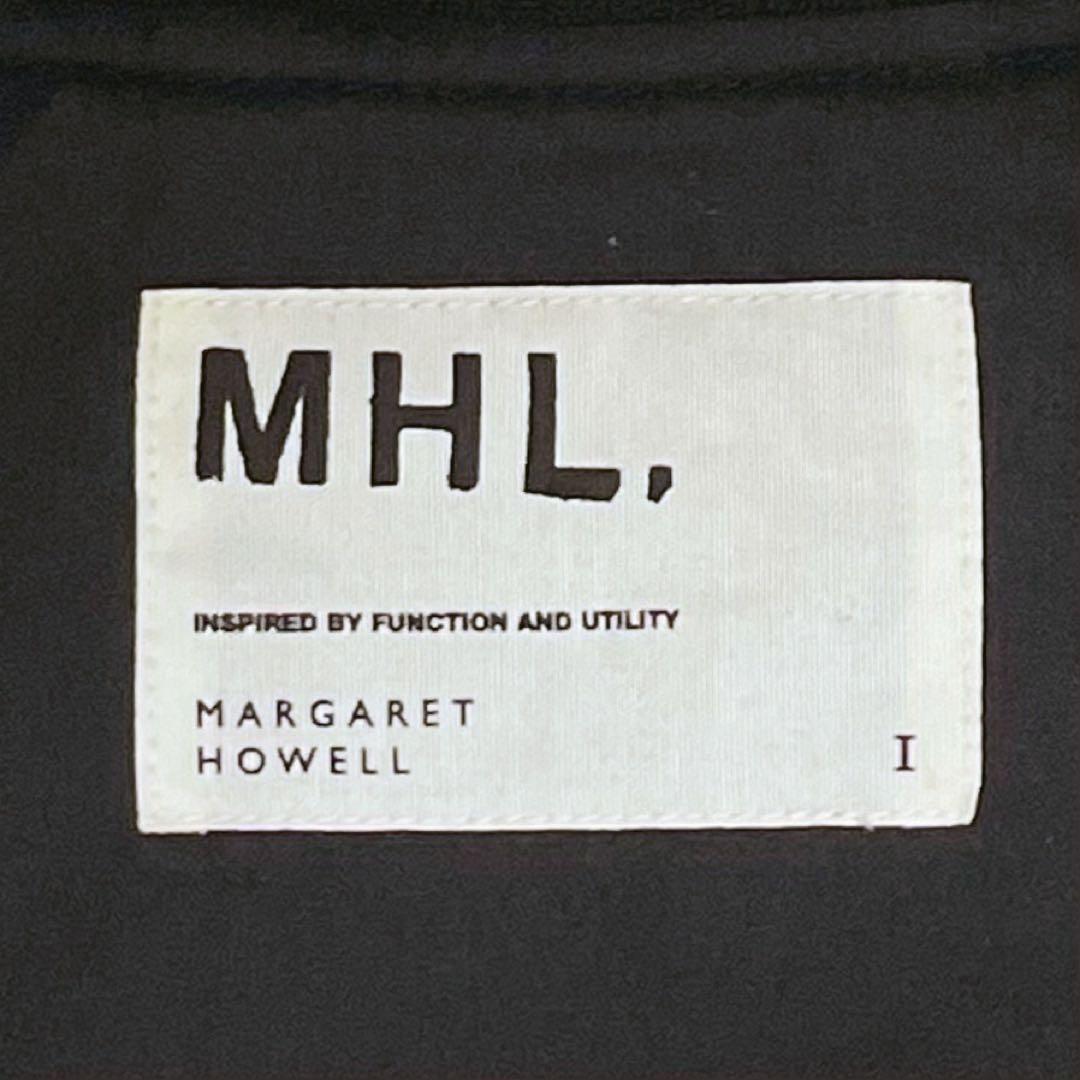 MHL.
INSPIRED BY FUNCTION AND UTILITY
MARGARET
HOWELL
I